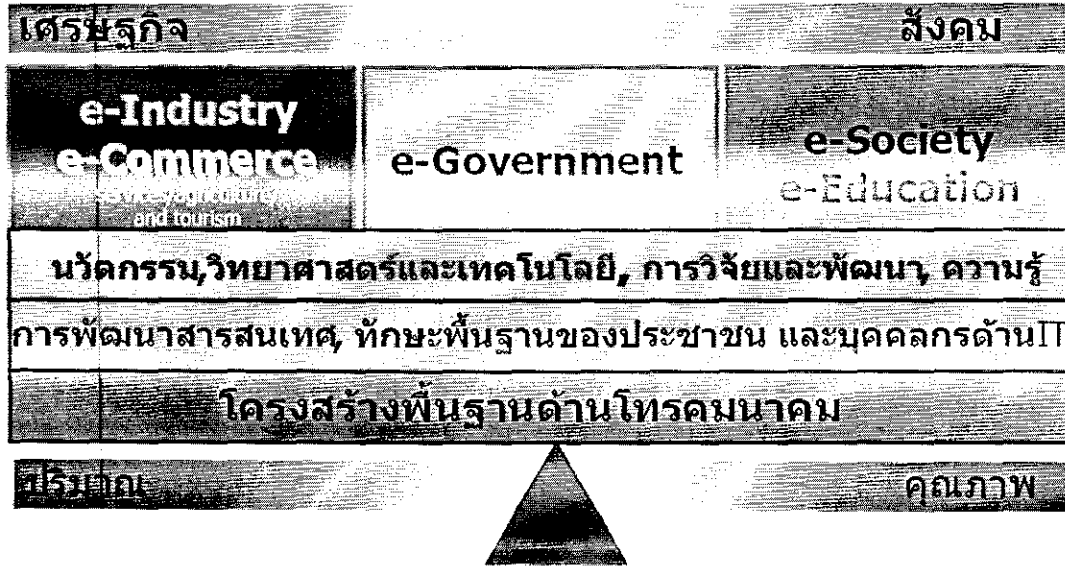 เศรษฐกิจ
สังคม
e-Industry
e-Commerce
services, agriculture,
and tourism
e-Government
e-Society
e-Education
นวัตกรรม,วิทยาศาสตร์และเทคโนโลยี, การวิจัยและพัฒนา, ความรู้
การพัฒนาสารสนเทศ, ทักษะพื้นฐานของประชาชน และบุคคลกรด้านIT
โครงสร้างพื้นฐานด้านโทรคมนาคม
ปริมาณ
คุณภาพ